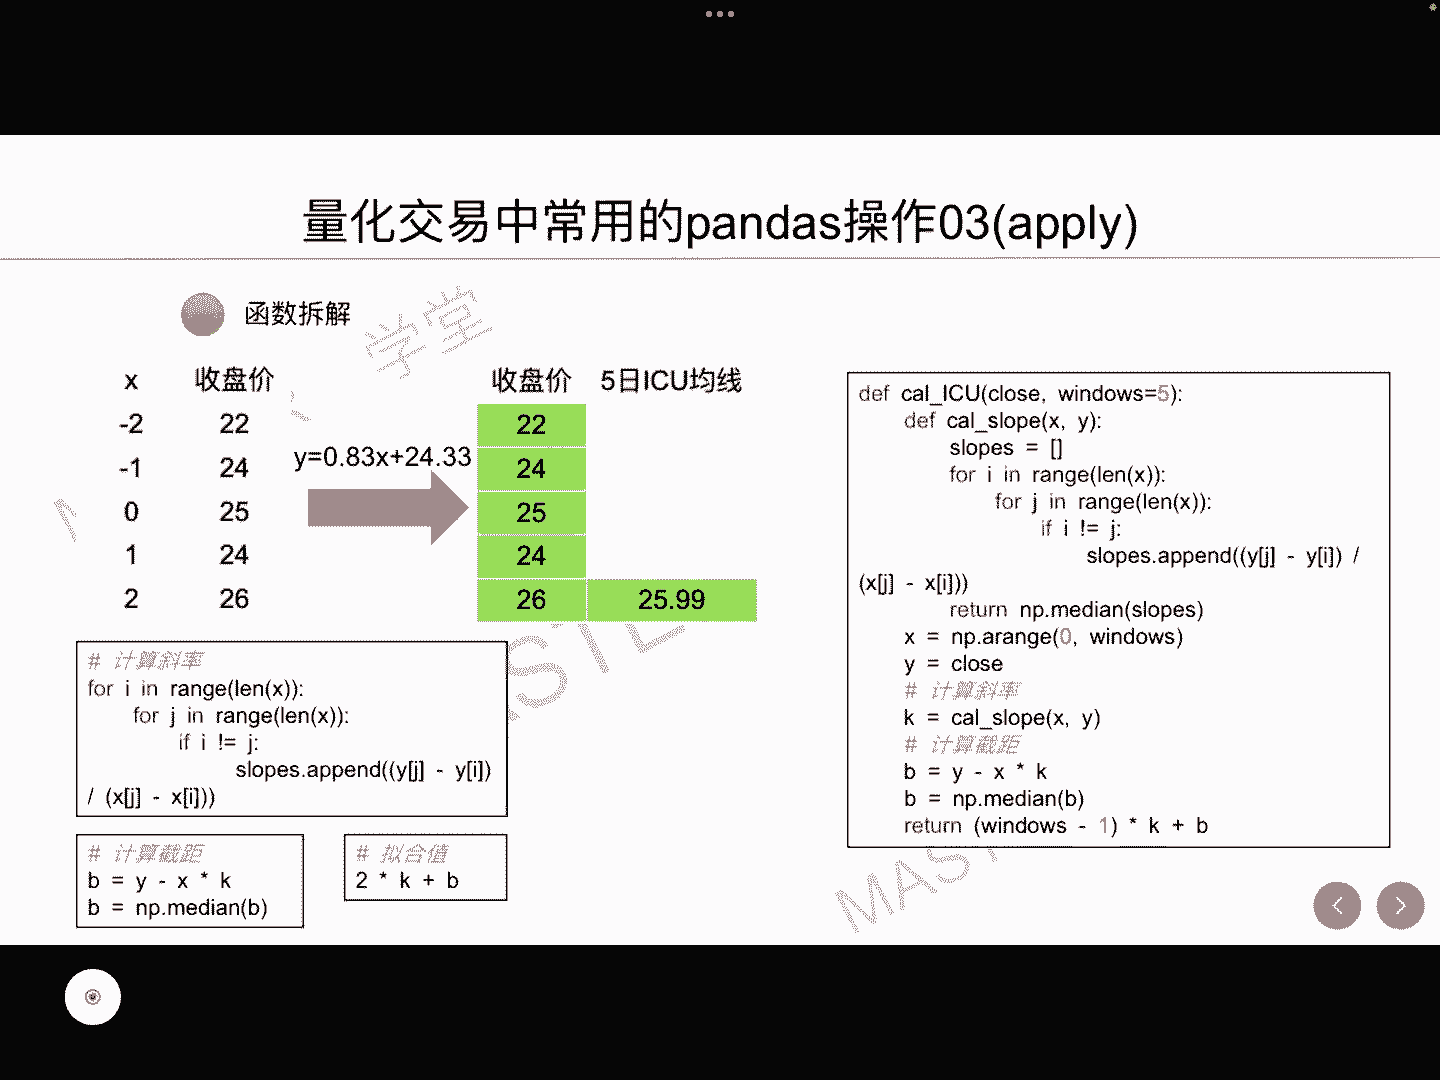 量化交易中常用的pandas操作03(apply)
函数拆解
学堂
x 收盘价
-2 22
-1 24
0 25
1 24
2 26
y=0.83x+24.33
收盘价 5日ICU均线
22
24
25
24
26 25.99
# 计算斜率
for i in range(len(x)):
for j in range(len(x)):
if i != j:
slopes.append((y[j] - y[i])
/ (x[j] - x[i]))
# 计算截距
b = y - x * k
b = np.median(b)
# 拟合值
2 * k + b
def cal_ICU(close, windows=5):
def cal_slope(x, y):
slopes = []
for i in range(len(x)):
for j in range(len(x)):
if i != j:
slopes.append((y[j] - y[i]) /
(x[j] - x[i]))
return np.median(slopes)
x = np.arange(0, windows)
y = close
# 计算斜率
k = cal_slope(x, y)
# 计算截距
b = y - x * k
b = np.median(b)
return (windows - 1) * k + b